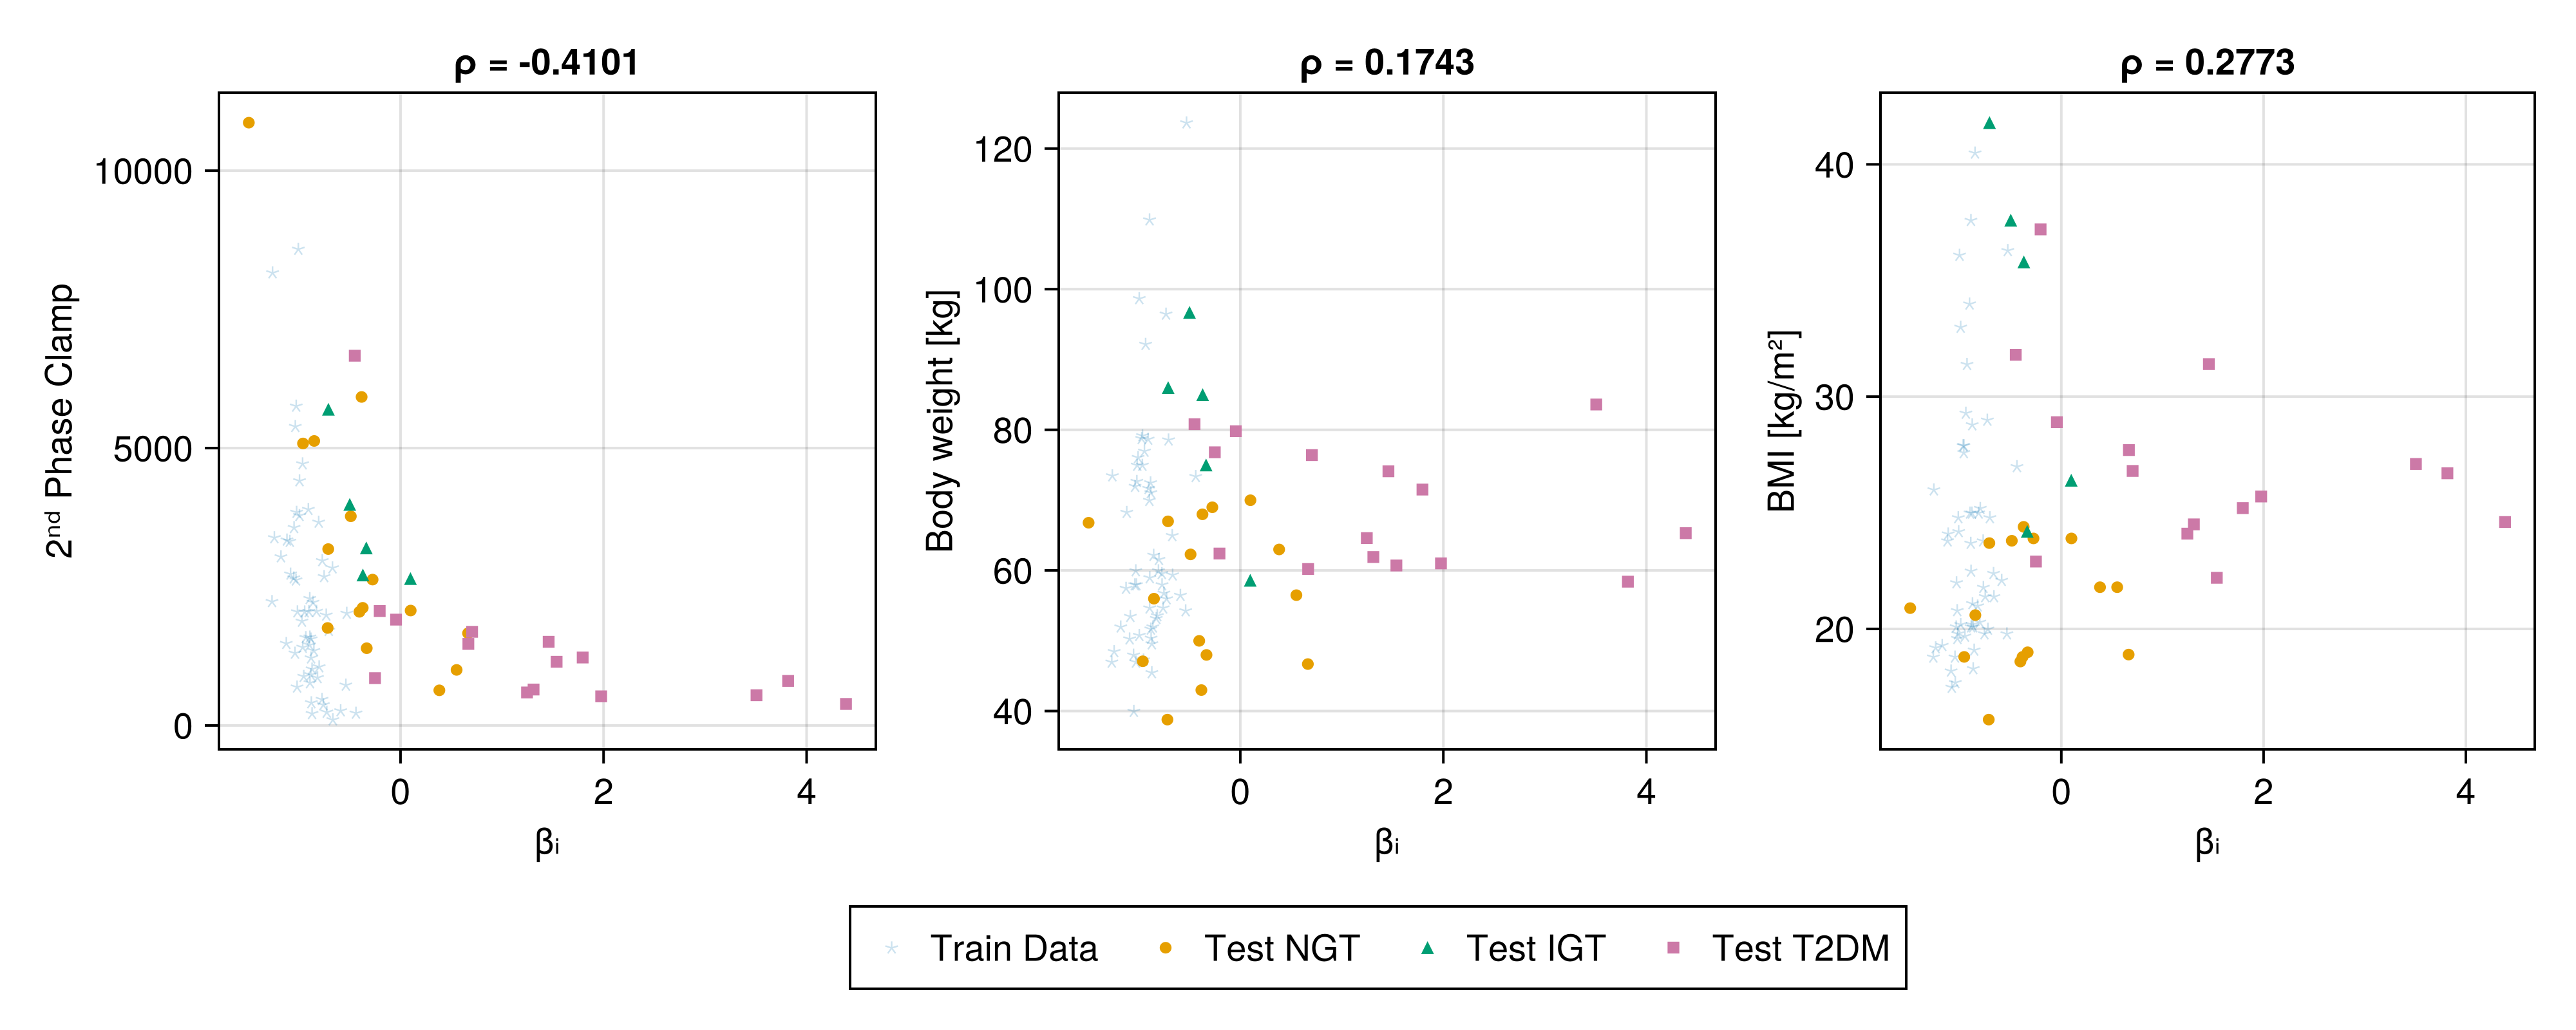 ρ = -0.4101
ρ = 0.1743
ρ = 0.2773
2ⁿᵈ Phase Clamp
10000
5000
0
0 2 4
βᵢ
Body weight [kg]
120
100
80
60
40
0 2 4
βᵢ
BMI [kg/m²]
40
30
20
0 2 4
βᵢ
Train Data Test NGT Test IGT Test T2DM